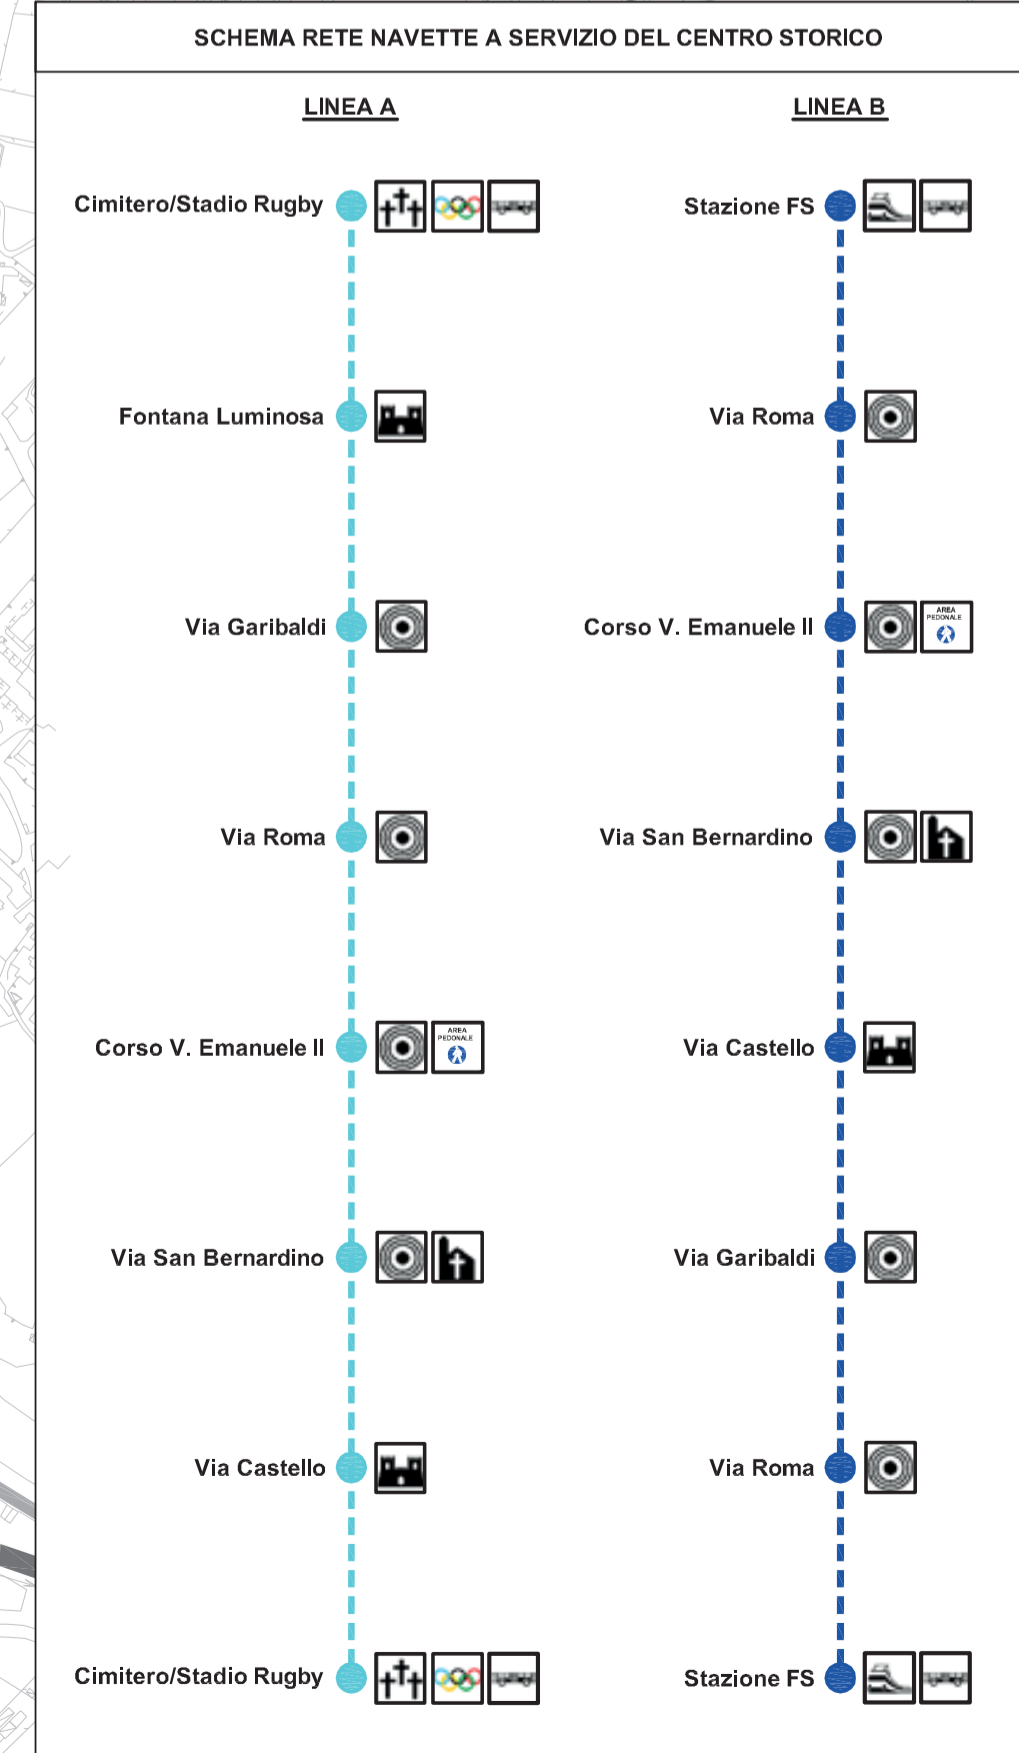 SCHEMA RETE NAVETTE A SERVIZIO DEL CENTRO STORICO
LINEA A
Cimitero/Stadio Rugby
Fontana Luminosa
Via Garibaldi
Via Roma
Corso V. Emanuele II
AREA
PEDONALE
Via San Bernardino
Via Castello
Cimitero/Stadio Rugby
LINEA B
Stazione FS
Via Roma
Corso V. Emanuele II
AREA
PEDONALE
Via San Bernardino
Via Castello
Via Garibaldi
Via Roma
Stazione FS